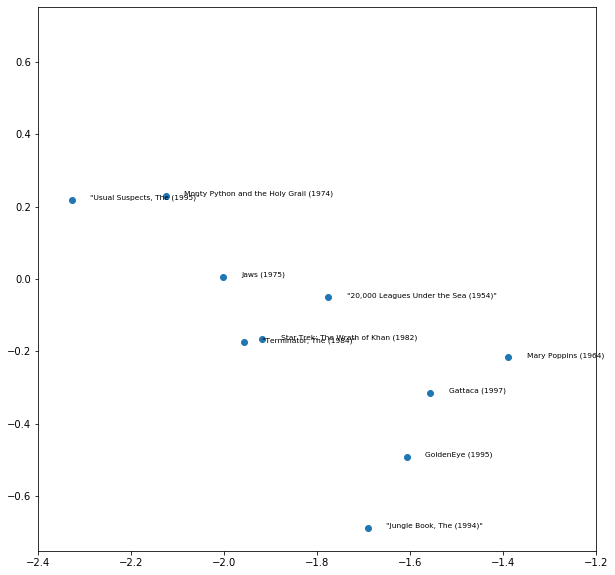 0.6
0.4
0.2
0.0
−0.2
−0.4
−0.6
"Usual Suspects, The (1995)"
Monty Python and the Holy Grail (1974)
Jaws (1975)
"20,000 Leagues Under the Sea (1954)"
Star Trek: The Wrath of Khan (1982)
"Terminator, The (1984)"
Mary Poppins (1964)
Gattaca (1997)
GoldenEye (1995)
"Jungle Book, The (1994)"
−2.4 −2.2 −2.0 −1.8 −1.6 −1.4 −1.2